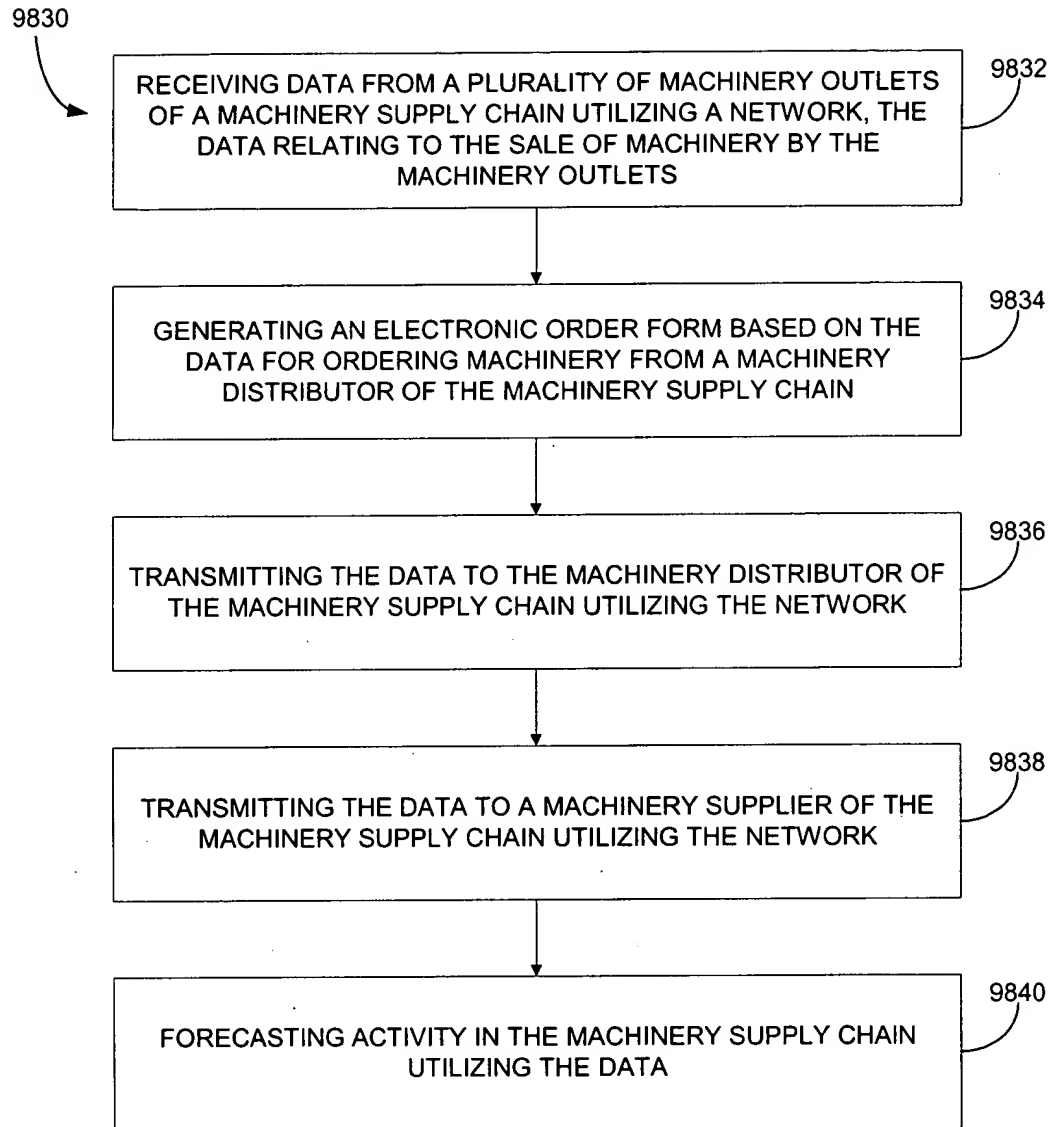 9830
RECEIVING DATA FROM A PLURALITY OF MACHINERY OUTLETS
OF A MACHINERY SUPPLY CHAIN UTILIZING A NETWORK, THE
DATA RELATING TO THE SALE OF MACHINERY BY THE
MACHINERY OUTLETS
9832
GENERATING AN ELECTRONIC ORDER FORM BASED ON THE
DATA FOR ORDERING MACHINERY FROM A MACHINERY
DISTRIBUTOR OF THE MACHINERY SUPPLY CHAIN
9834
TRANSMITTING THE DATA TO THE MACHINERY DISTRIBUTOR OF
THE MACHINERY SUPPLY CHAIN UTILIZING THE NETWORK
9836
TRANSMITTING THE DATA TO A MACHINERY SUPPLIER OF THE
MACHINERY SUPPLY CHAIN UTILIZING THE NETWORK
9838
FORECASTING ACTIVITY IN THE MACHINERY SUPPLY CHAIN
UTILIZING THE DATA
9840